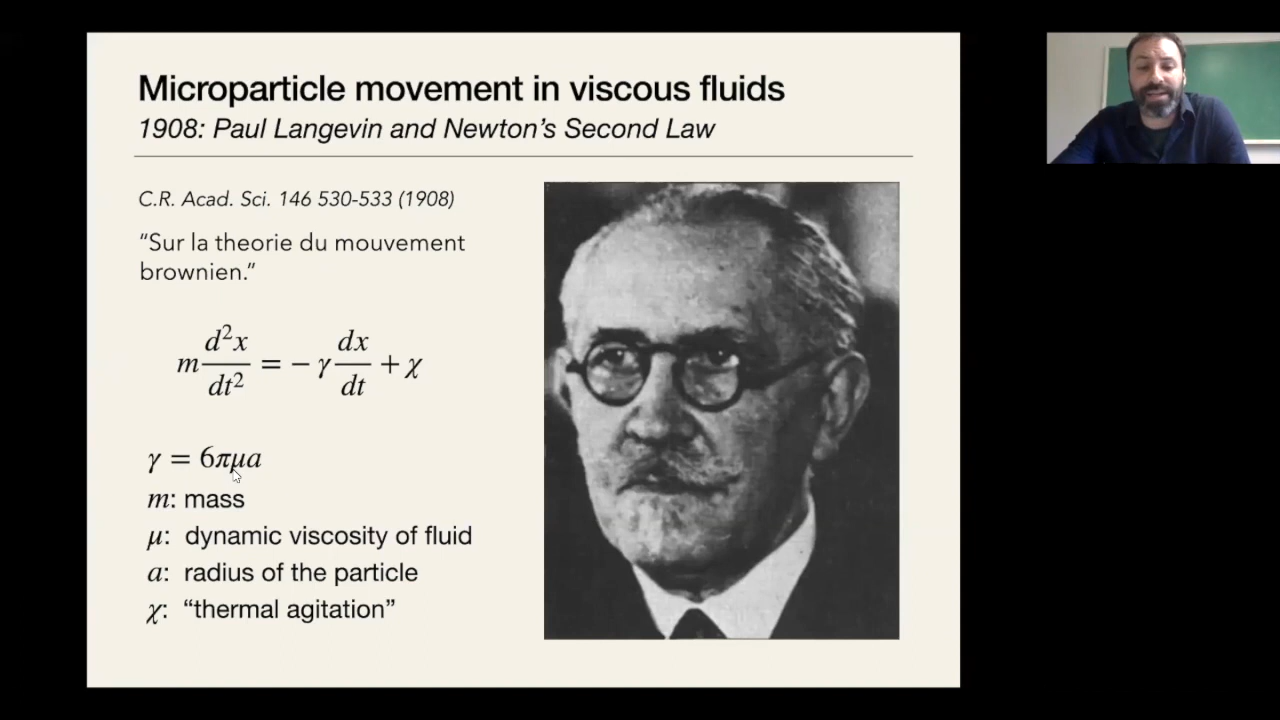 Microparticle movement in viscous fluids
1908: Paul Langevin and Newton's Second Law
C.R. Acad. Sci. 146 530-533 (1908)
“Sur la theorie du mouvement
brownien.”
m d²x/dt² = − γ dx/dt + χ
γ = 6πμa
m: mass
μ: dynamic viscosity of fluid
a: radius of the particle
χ: “thermal agitation”